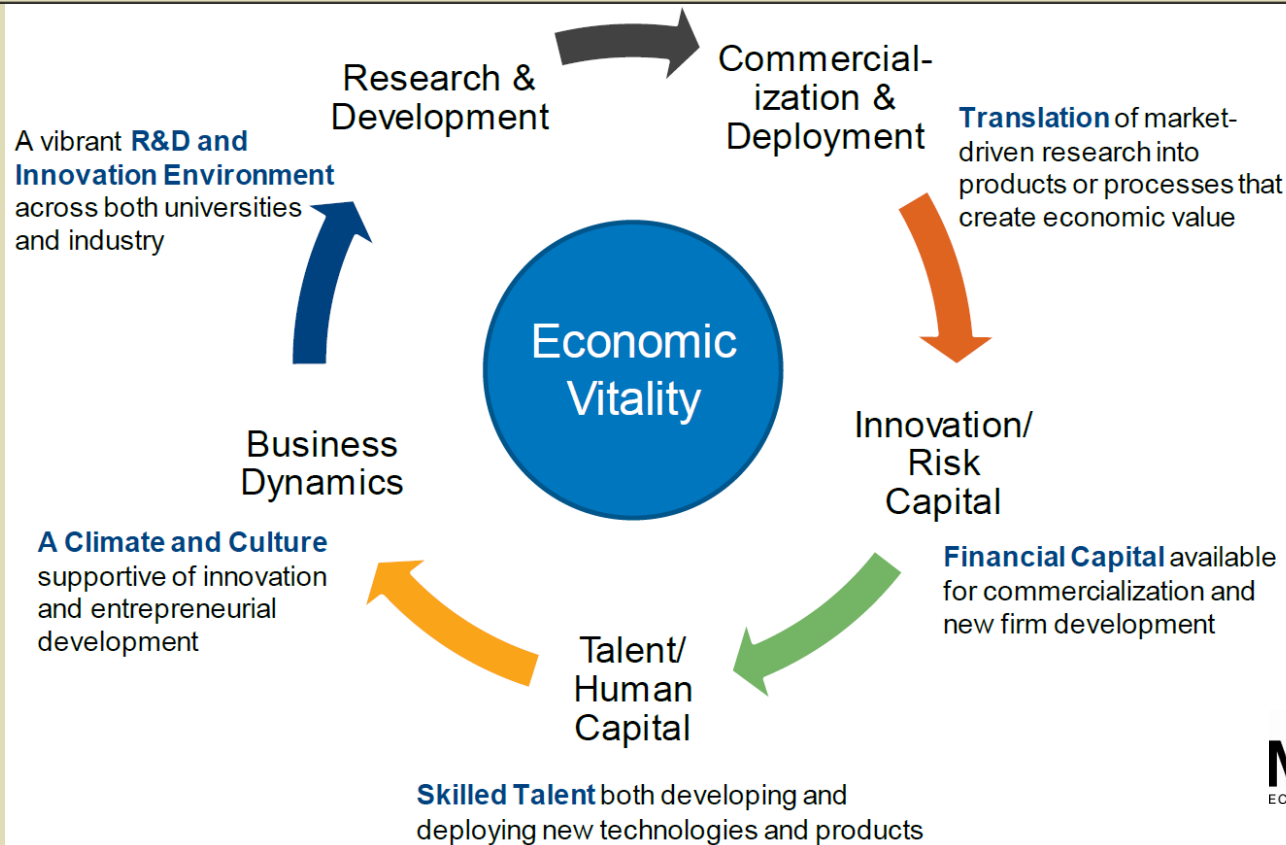 Research &
Development
Commercial-
ization &
Deployment
A vibrant R&D and
Innovation Environment
across both universities
and industry
Translation of market-
driven research into
products or processes that
create economic value
Economic
Vitality
Business
Dynamics
Innovation/
Risk
Capital
A Climate and Culture
supportive of innovation
and entrepreneurial
development
Financial Capital available
for commercialization and
new firm development
Talent/
Human
Capital
Skilled Talent both developing and
deploying new technologies and products